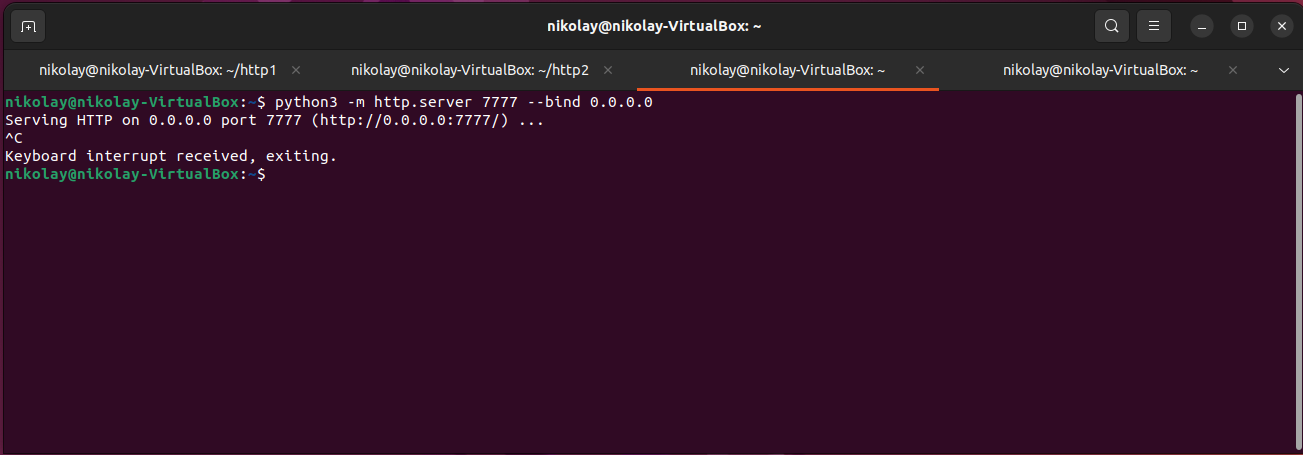 nikolay@nikolay-VirtualBox: ~
nikolay@nikolay-VirtualBox: ~/http1
nikolay@nikolay-VirtualBox: ~/http2
nikolay@nikolay-VirtualBox: ~
nikolay@nikolay-VirtualBox: ~
nikolay@nikolay-VirtualBox:~$ python3 -m http.server 7777 --bind 0.0.0.0
Serving HTTP on 0.0.0.0 port 7777 (http://0.0.0.0:7777/) ...
^C
Keyboard interrupt received, exiting.
nikolay@nikolay-VirtualBox:~$